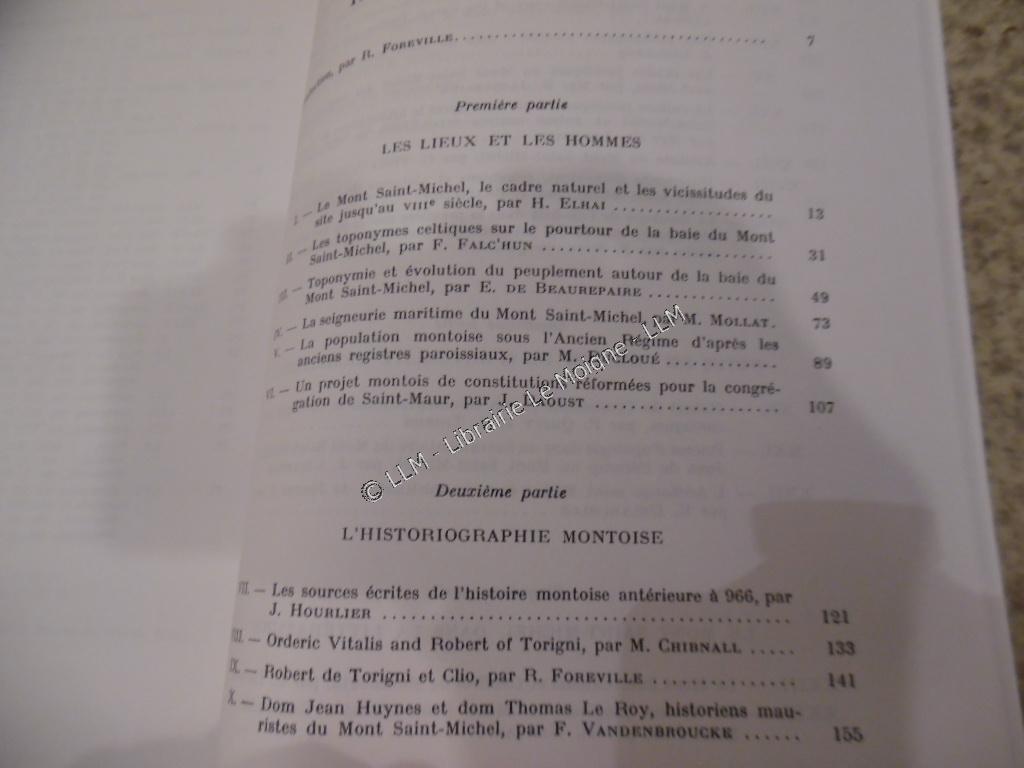 par R. FOREVILLE........................................ 7
Première partie
LES LIEUX ET LES HOMMES
I. — Le Mont Saint-Michel, le cadre naturel et les vicissitudes du
site jusqu'au VIIIe siècle, par H. ELHAI .................... 13
II. — Les toponymes celtiques sur le pourtour de la baie du Mont
Saint-Michel, par F. FALC'HUN ............................ 31
III. — Toponymie et évolution du peuplement autour de la baie du
Mont Saint-Michel, par E. DE BEAUREPAIRE ............... 49
IV. — La seigneurie maritime du Mont Saint-Michel, par M. MOLLAT. 73
V. — La population montoise sous l'Ancien Régime d'après les
anciens registres paroissiaux, par M. ............. 89
VI. — Un projet montois de constitutions réformées pour la congré-
gation de Saint-Maur, par J. ...................... 107
© LLM - Librairie Le Moigne - LLM
Deuxième partie
L'HISTORIOGRAPHIE MONTOISE
VII. — Les sources écrites de l'histoire montoise antérieure à 966, par
J. HOURLIER .......................................... 121
VIII. — Orderic Vitalis and Robert of Torigni, par M. CHIBNALL ..... 133
IX. — Robert de Torigni et Clio, par R. FOREVILLE ................ 141
X. — Dom Jean Huynes et dom Thomas Le Roy, historiens mau-
ristes du Mont Saint-Michel, par F. VANDENBROUCKE ...... 155